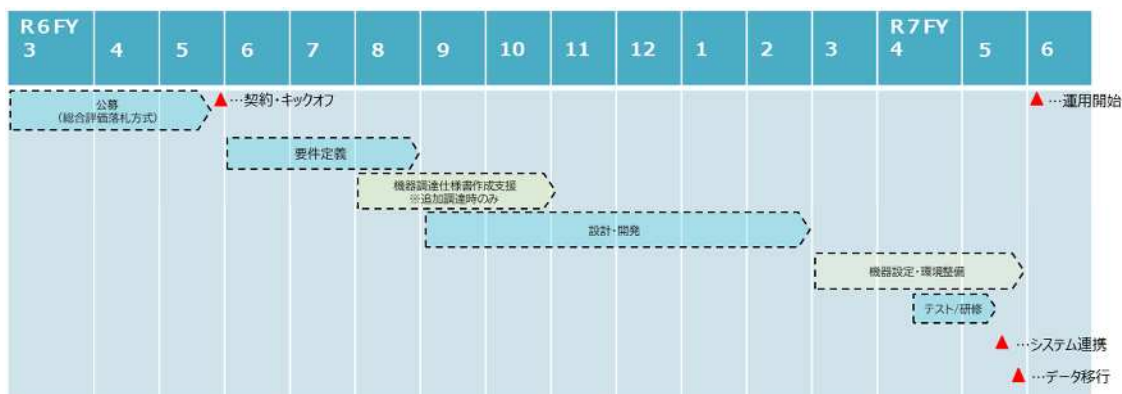 R6FY R7FY
3 4 5 6 7 8 9 10 11 12 1 2 3 4 5 6
公募
(総合評価落札方式)
▲…契約・キックオフ
▲…運用開始
要件定義
機器調達仕様書作成支援
※追加調達時のみ
設計・開発
機器設定・環境整備
テスト/研修
▲…システム連携
▲…データ移行